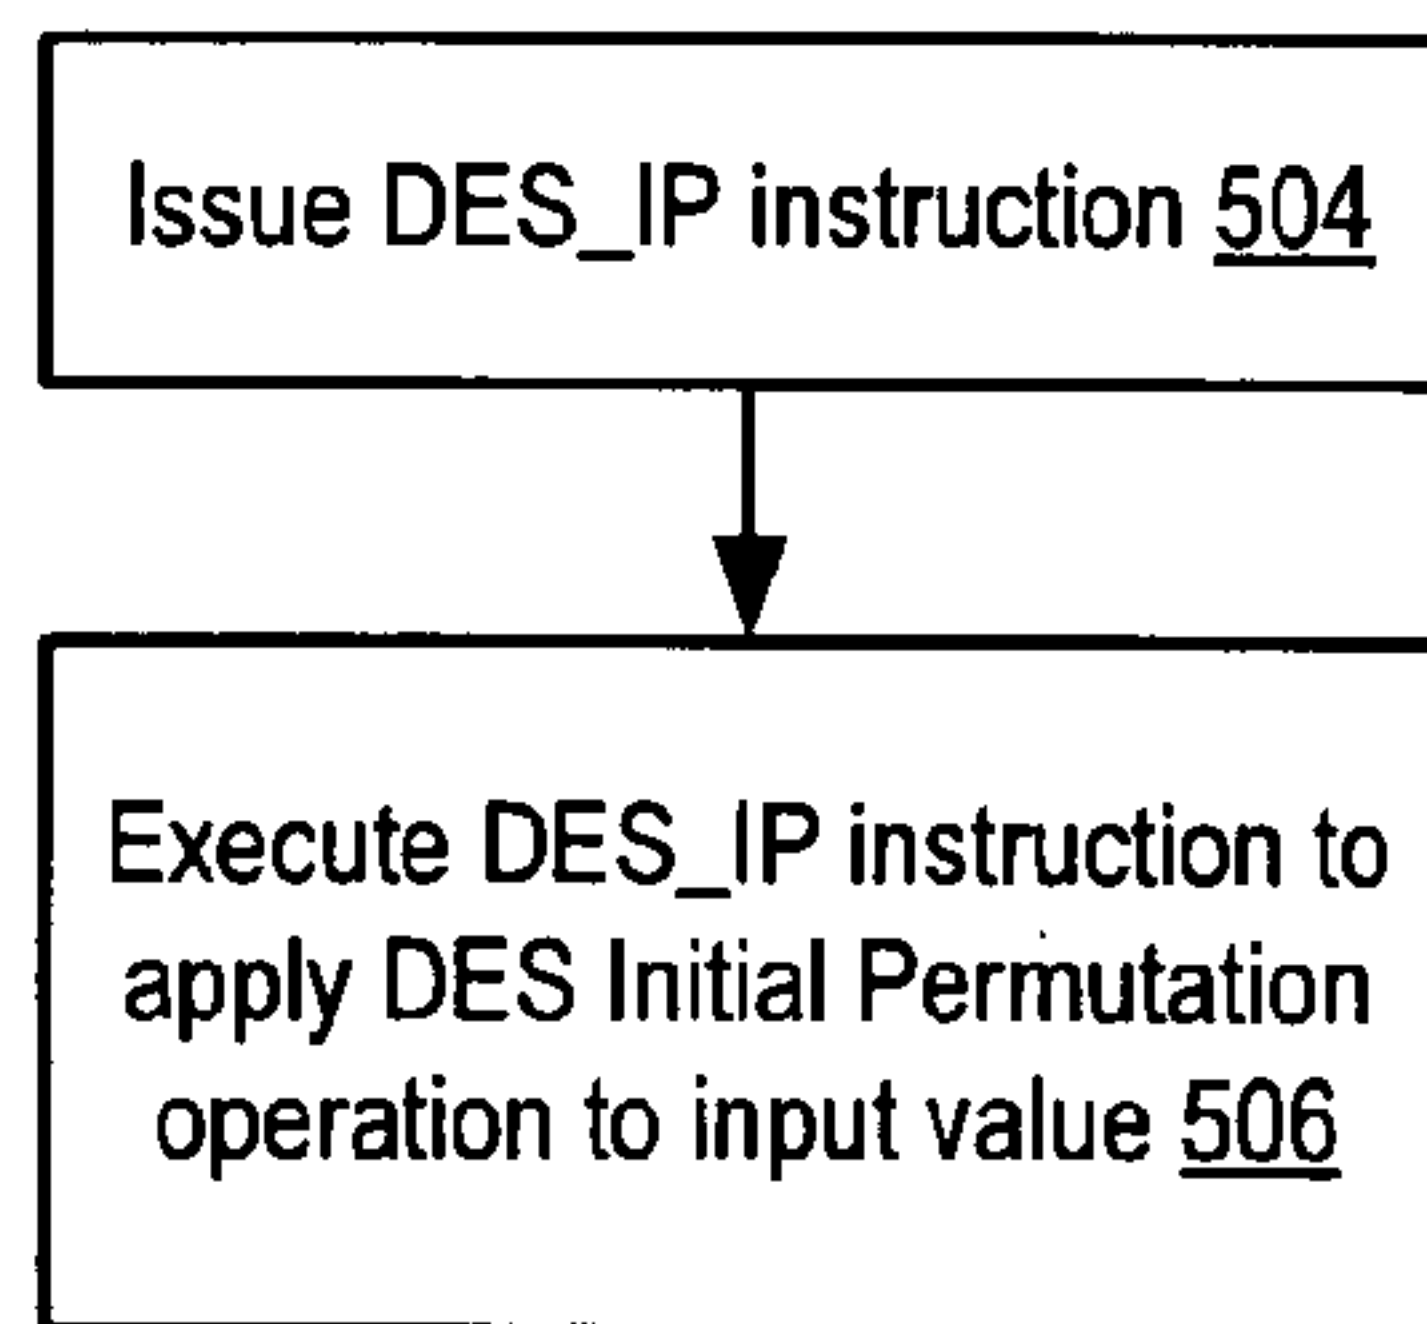 Issue DES_IP instruction 504
Execute DES_IP instruction to
apply DES Initial Permutation
operation to input value 506